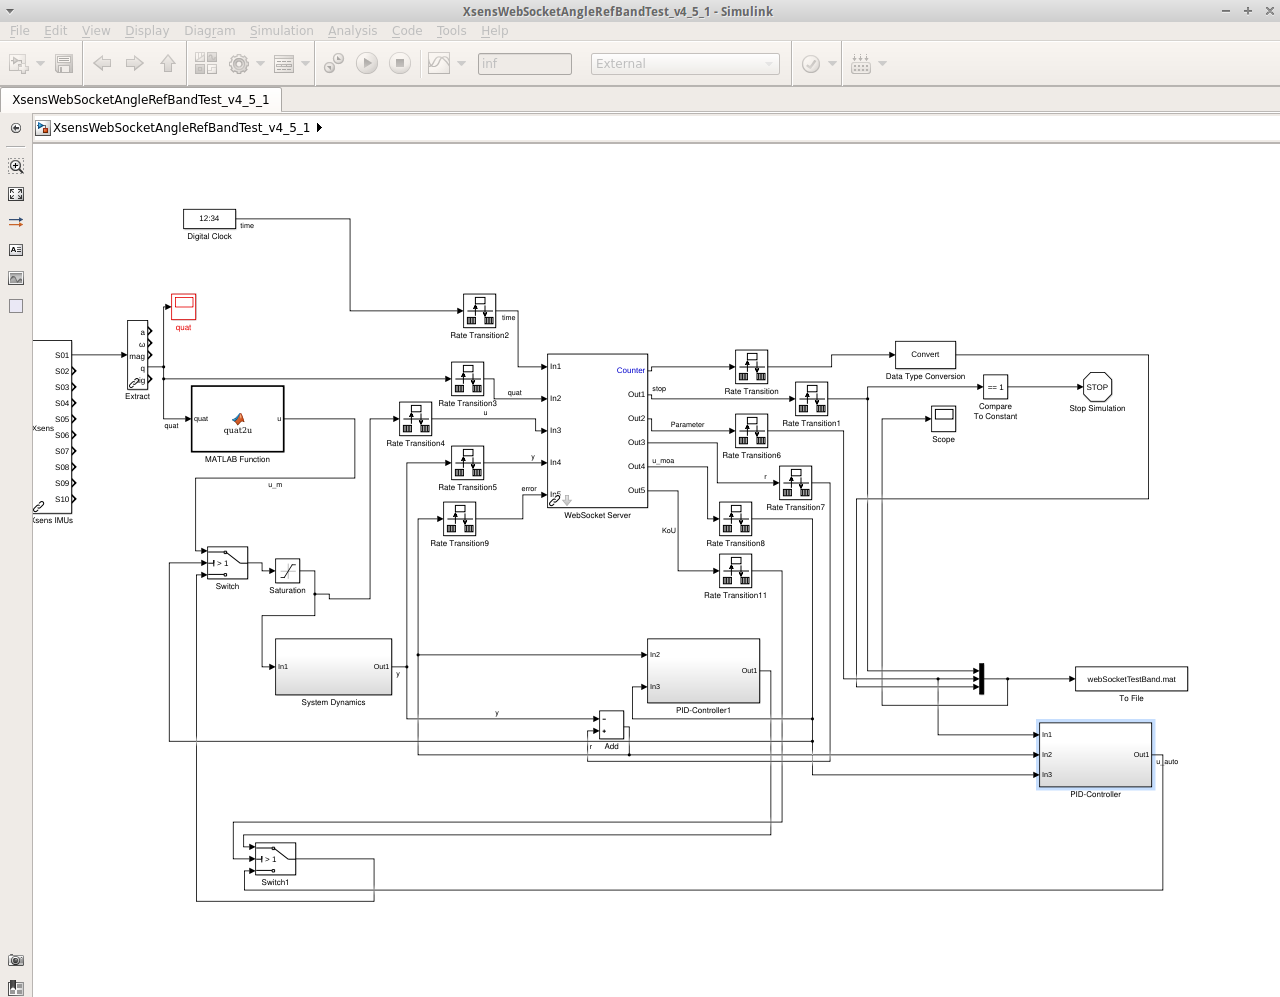 XsensWebSocketAngleRefBandTest_v4_5_1 - Simulink
File Edit View Display Diagram Simulation Analysis Code Tools Help
inf
External
XsensWebSocketAngleRefBandTest_v4_5_1
XsensWebSocketAngleRefBandTest_v4_5_1
12:34
time
Digital Clock
quat
time
Rate Transition2
a
ω
mag
q
Extract
S01
S02
S03
S04
S05
S06
S07
S08
S09
S10
Xsens
Xsens IMUs
quat
quat
u
quat2u
MATLAB Function
u_m
quat
Rate Transition3
u
Rate Transition4
y
Rate Transition5
error
Rate Transition9
In1
In2
In3
In4
In5
Counter
Out1
Out2
Out3
Out4
Out5
WebSocket Server
stop
Parameter
u_moa
r
KoU
Rate Transition
Rate Transition1
Rate Transition6
Rate Transition7
Rate Transition8
Rate Transition11
Convert
Data Type Conversion
== 1
Compare
To Constant
STOP
Stop Simulation
Scope
> 1
Switch
Saturation
In1
Out1
y
System Dynamics
In2
In3
Out1
PID-Controller1
y
-
+
r
Add
webSocketTestBand.mat
To File
In1
In2
In3
Out1
u_auto
PID-Controller
> 1
Switch1